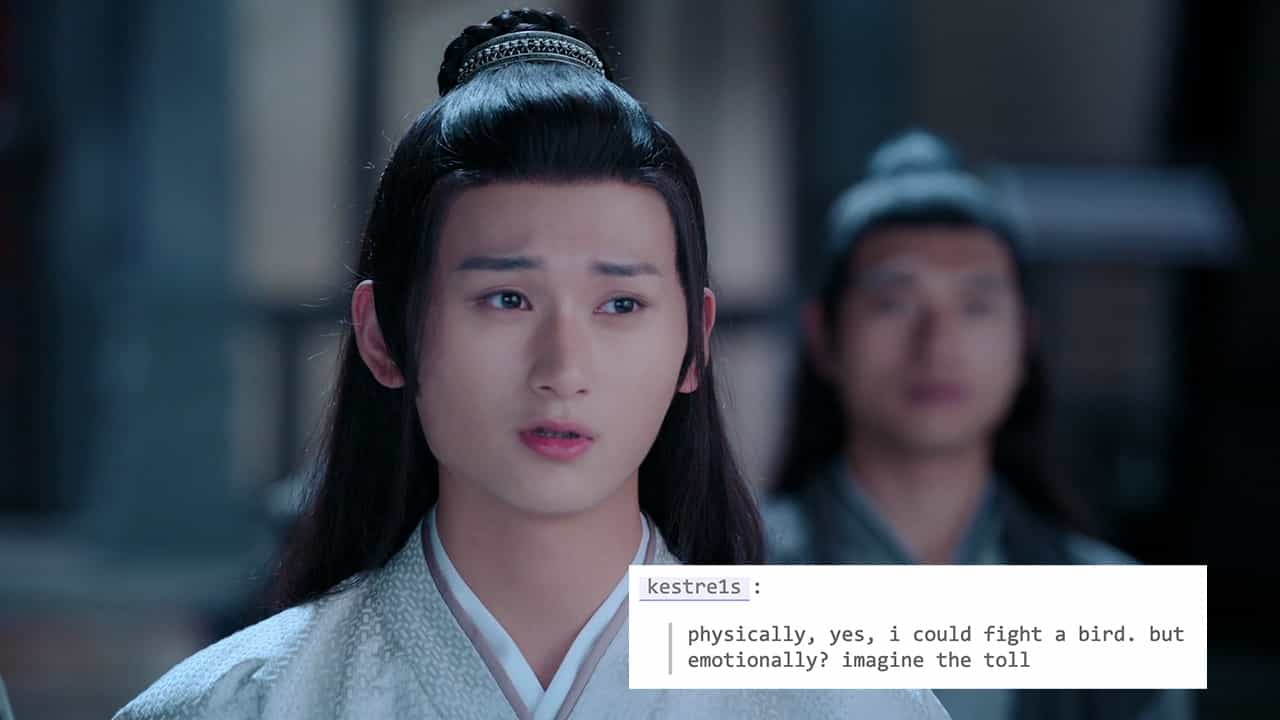 kestre1s:
physically, yes, i could fight a bird. but
emotionally? imagine the toll